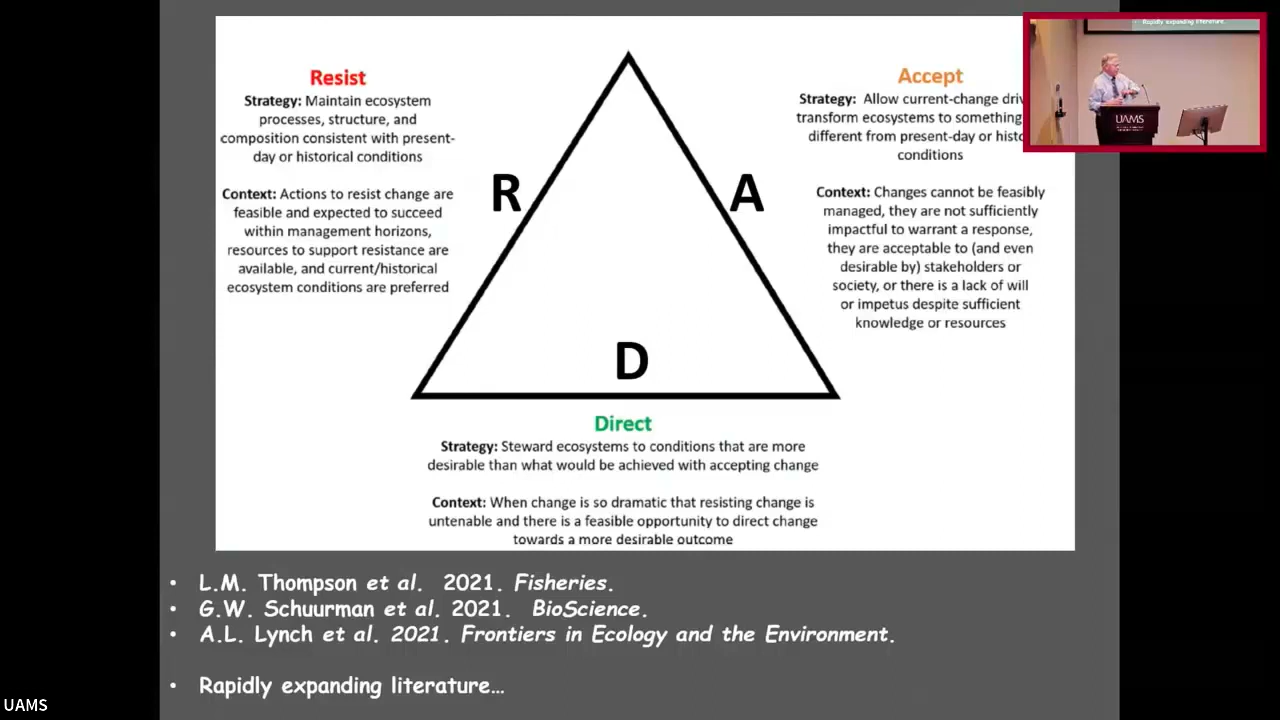 Resist
Strategy: Maintain ecosystem
processes, structure, and
composition consistent with present-
day or historical conditions
Context: Actions to resist change are
feasible and expected to succeed
within management horizons,
resources to support resistance are
available, and current/historical
ecosystem conditions are preferred
R
A
D
Accept
Strategy: Allow current-change
transform ecosystems to something
different from present-day or
conditions
Context: Changes cannot be feasibly
managed, they are not sufficiently
impactful to warrant a response,
they are acceptable to (and even
desirable by) stakeholders or
society, or there is a lack of will
or impetus despite sufficient
knowledge or resources
Direct
Strategy: Steward ecosystems to conditions that are more
desirable than what would be achieved with accepting change
Context: When change is so dramatic that resisting change is
untenable and there is a feasible opportunity to direct change
towards a more desirable outcome
• L.M. Thompson et al. 2021. Fisheries.
• G.W. Schuurman et al. 2021. BioScience.
• A.L. Lynch et al. 2021. Frontiers in Ecology and the Environment.
• Rapidly expanding literature…
Rapidly expanding literature.
UAMS
UAMS